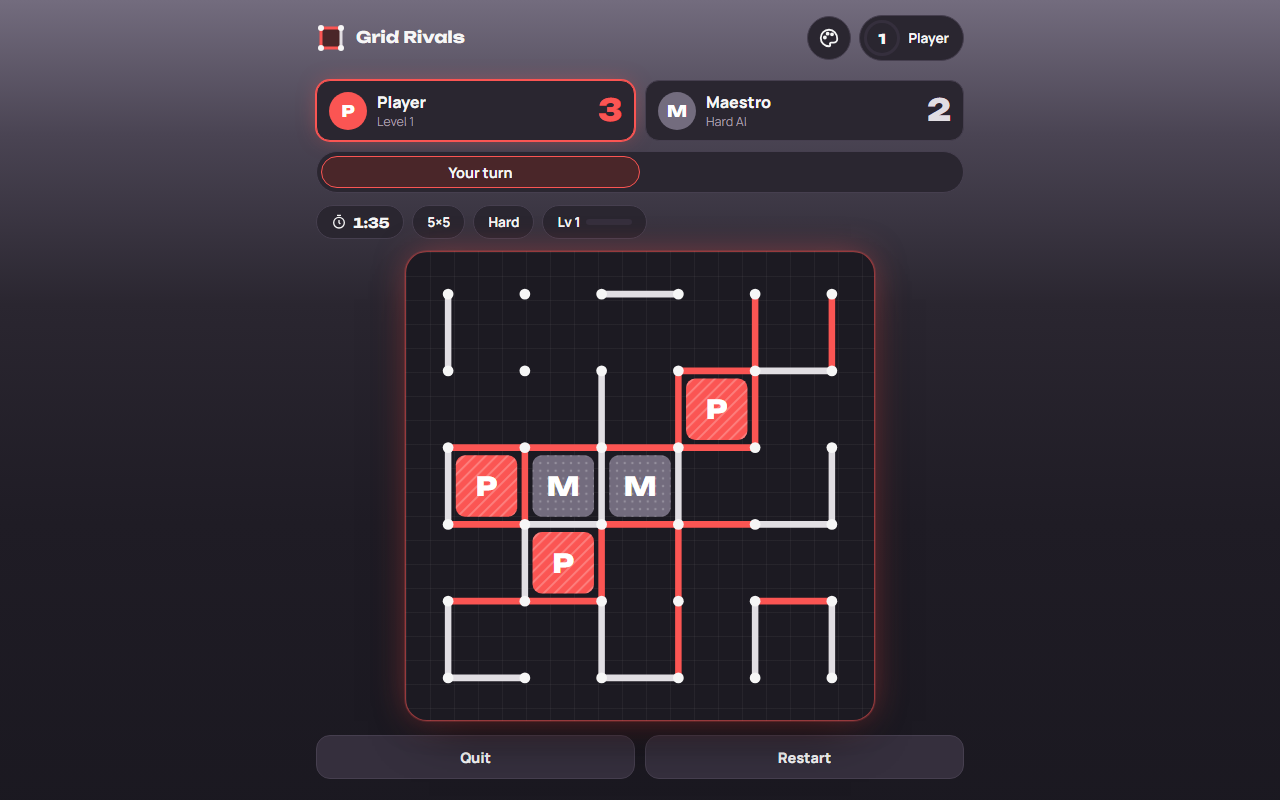 Grid Rivals
1 Player
P Player Level 1 3
M Maestro Hard AI 2
Your turn
1:35 5×5 Hard Lv 1
P
P M M
P
Quit Restart